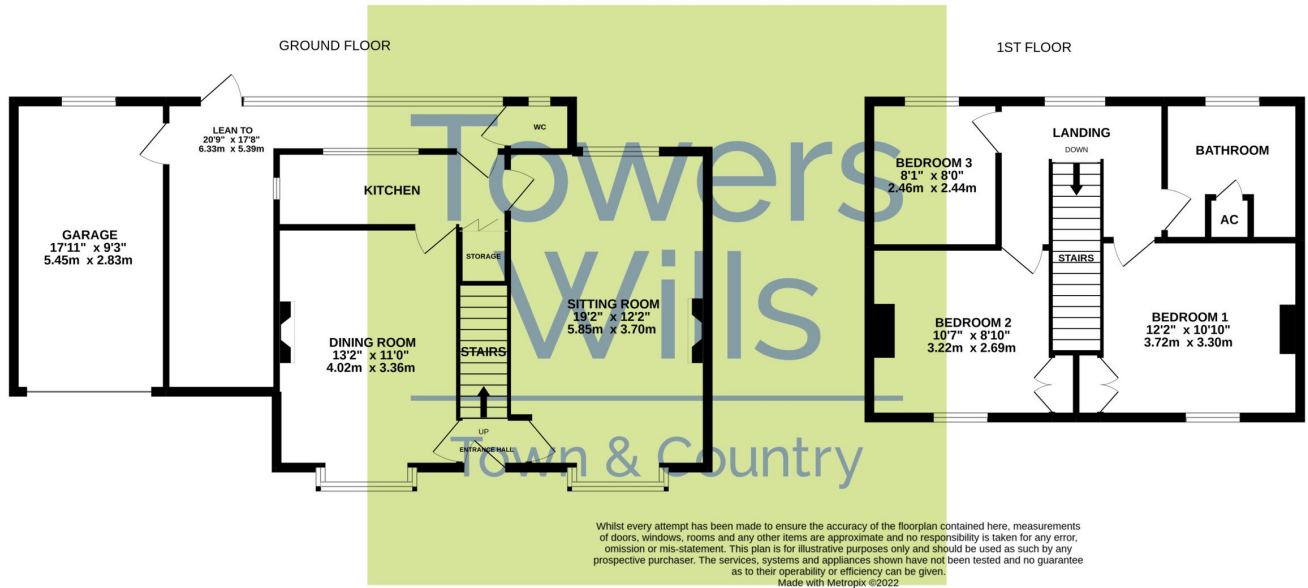 GROUND FLOOR
1ST FLOOR
LEAN TO
20'9" x 17'8"
6.33m x 5.39m
WC
KITCHEN
GARAGE
17'11" x 9'3"
5.45m x 2.83m
STORAGE
SITTING ROOM
19'2" x 12'2"
5.85m x 3.70m
DINING ROOM
13'2" x 11'0"
4.02m x 3.36m
STAIRS
UP
ENTRANCE HALL
LANDING
DOWN
BEDROOM 3
8'1" x 8'0"
2.46m x 2.44m
BATHROOM
AC
STAIRS
BEDROOM 2
10'7" x 8'10"
3.22m x 2.69m
BEDROOM 1
12'2" x 10'10"
3.72m x 3.30m
Towers
Wills
Town & Country
Whilst every attempt has been made to ensure the accuracy of the floorplan contained here, measurements
of doors, windows, rooms and any other items are approximate and no responsibility is taken for any error,
omission or mis-statement. This plan is for illustrative purposes only and should be used as such by any
prospective purchaser. The services, systems and appliances shown have not been tested and no guarantee
as to their operability or efficiency can be given.
Made with Metropix ©2022